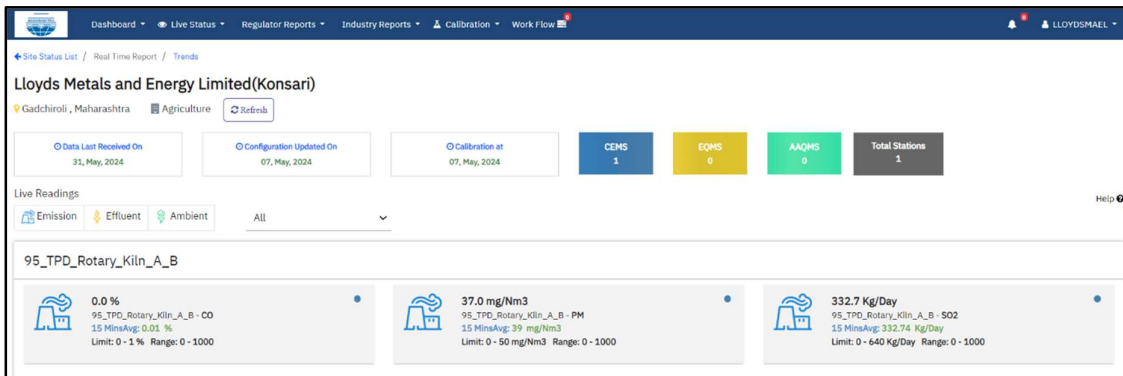 Dashboard Live Status Regulator Reports Industry Reports Calibration Work Flow 0 0 LLOYDSMAEL
Site Status List / Real Time Report / Trends
Lloyds Metals and Energy Limited(Konsari)
Gadchiroli , Maharashtra Agriculture Refresh
Data Last Received On
31, May, 2024
Configuration Updated On
07, May, 2024
Calibration at
07, May, 2024
CEMS
1
EQMS
0
AAQMS
0
Total Stations
1
Live Readings
Help
Emission Effluent Ambient All
95_TPD_Rotary_Kiln_A_B
0.0 %
95_TPD_Rotary_Kiln_A_B - CO
15 MinsAvg: 0.01 %
Limit: 0 - 1 % Range: 0 - 1000
37.0 mg/Nm3
95_TPD_Rotary_Kiln_A_B - PM
15 MinsAvg: 39 mg/Nm3
Limit: 0 - 50 mg/Nm3 Range: 0 - 1000
332.7 Kg/Day
95_TPD_Rotary_Kiln_A_B - SO2
15 MinsAvg: 332.74 Kg/Day
Limit: 0 - 640 Kg/Day Range: 0 - 1000